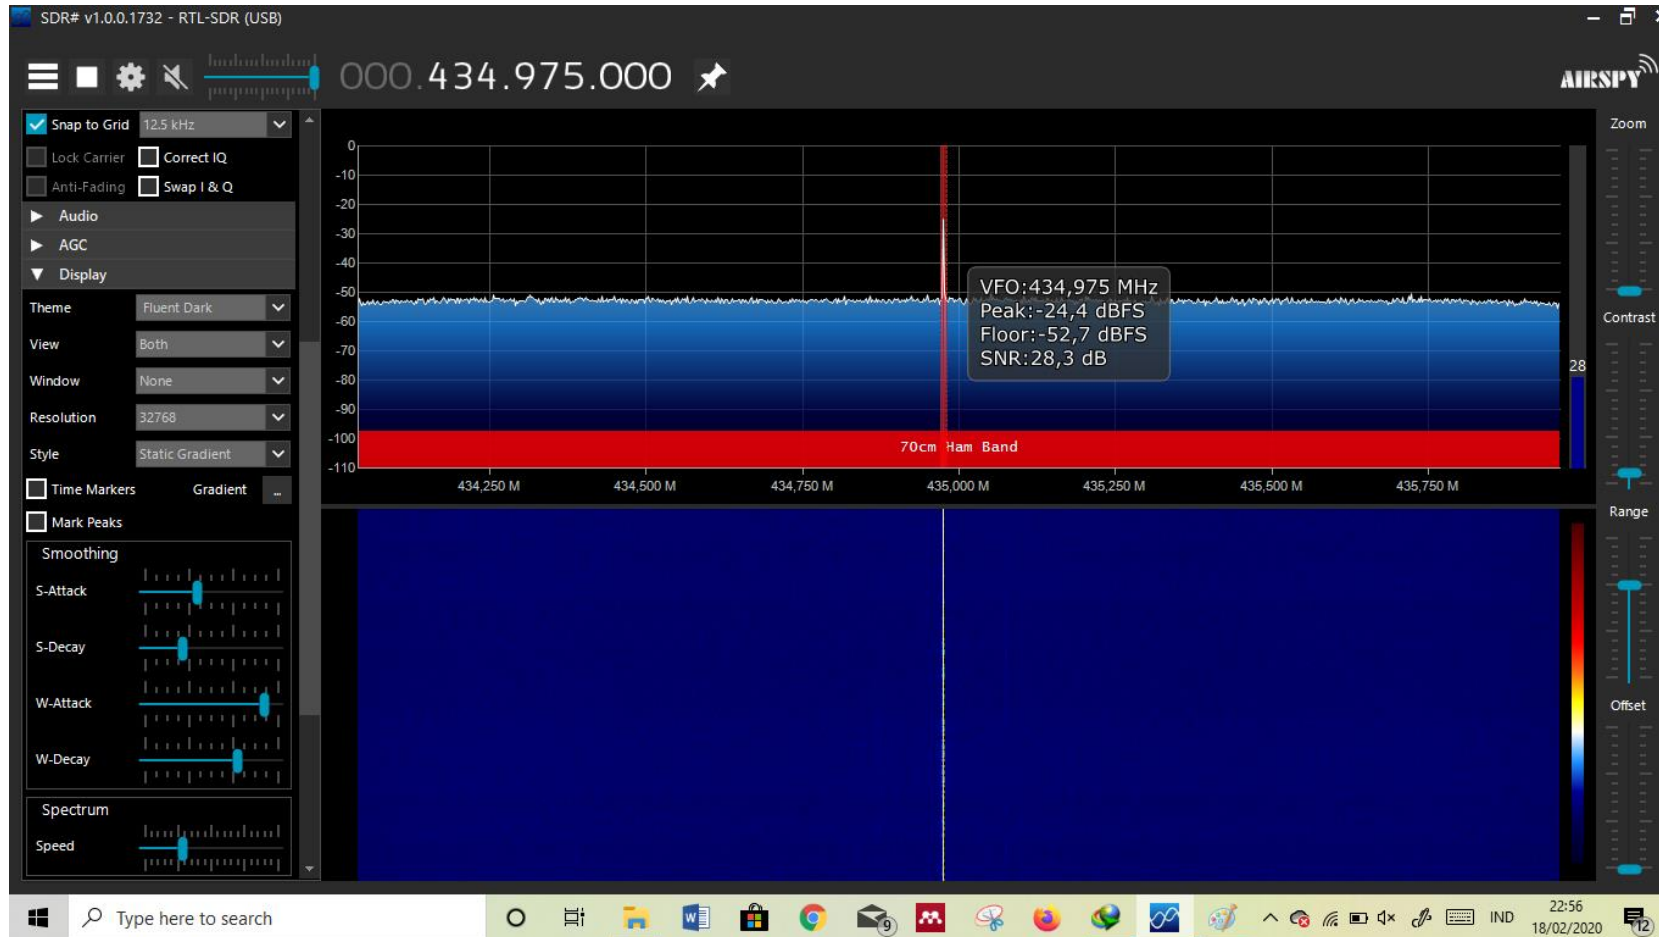 SDR# v1.0.0.1732 - RTL-SDR (USB)
000.434.975.000
AIRSPY
Snap to Grid 12.5 kHz
Lock Carrier Correct IQ
Anti-Fading Swap I & Q
Audio
AGC
Display
Theme Fluent Dark
View Both
Window None
Resolution 32768
Style Static Gradient
Time Markers Gradient ...
Mark Peaks
Smoothing
S-Attack
S-Decay
W-Attack
W-Decay
Spectrum
Speed
0
-10
-20
-30
-40
-50
-60
-70
-80
-90
-100
-110
VFO:434,975 MHz
Peak:-24,4 dBFS
Floor:-52,7 dBFS
SNR:28,3 dB
28
70cm Ham Band
434,250 M 434,500 M 434,750 M 435,000 M 435,250 M 435,500 M 435,750 M
Zoom
Contrast
Range
Offset
Type here to search
W
9
IND
22:56
18/02/2020
12